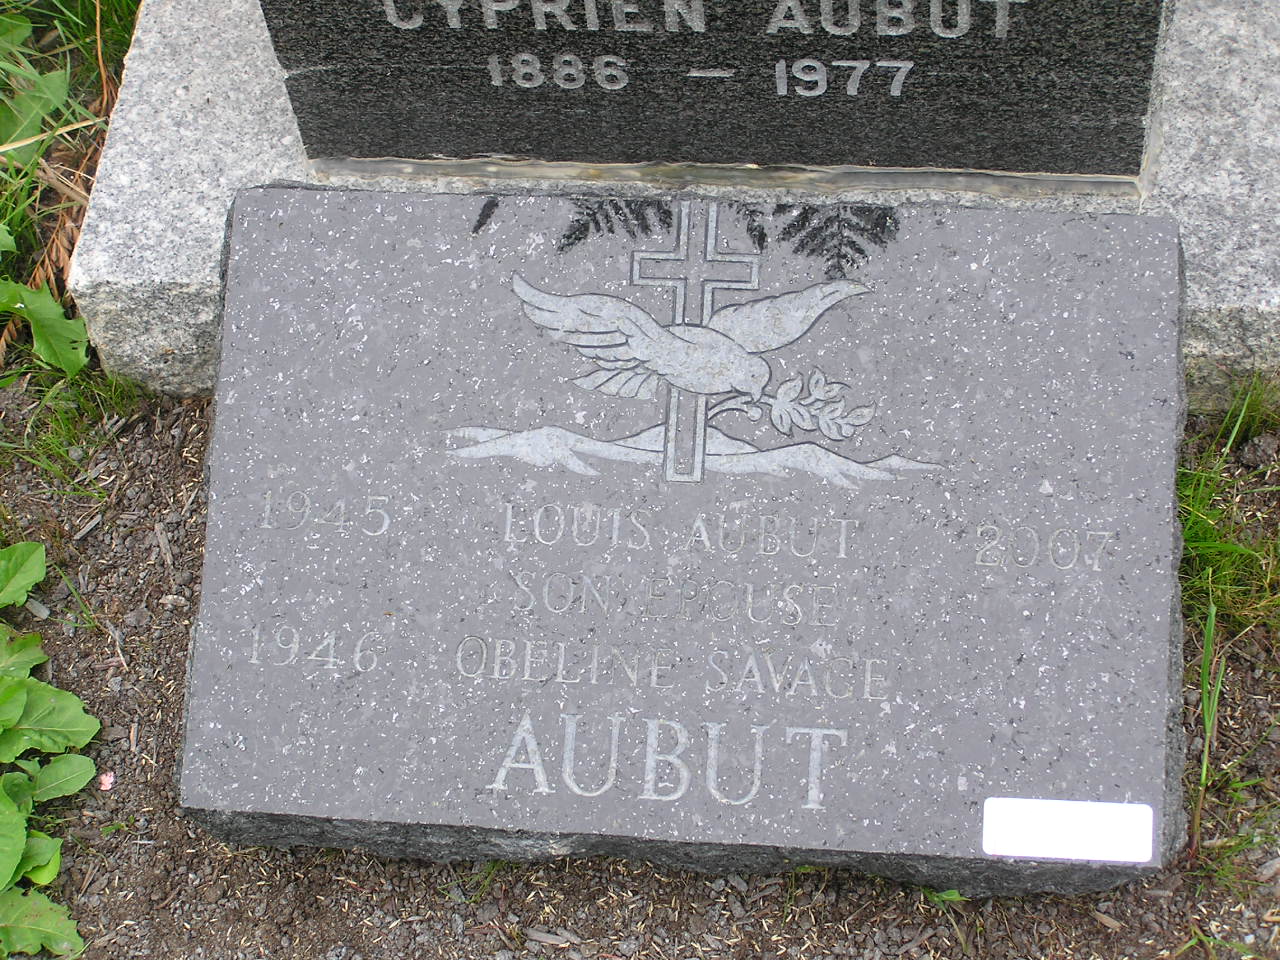 CYPRIEN AUBUT
1886 – 1977
1945 LOUIS AUBUT 2007
SON EPOUSE
1946 OBELINE SAVAGE
AUBUT